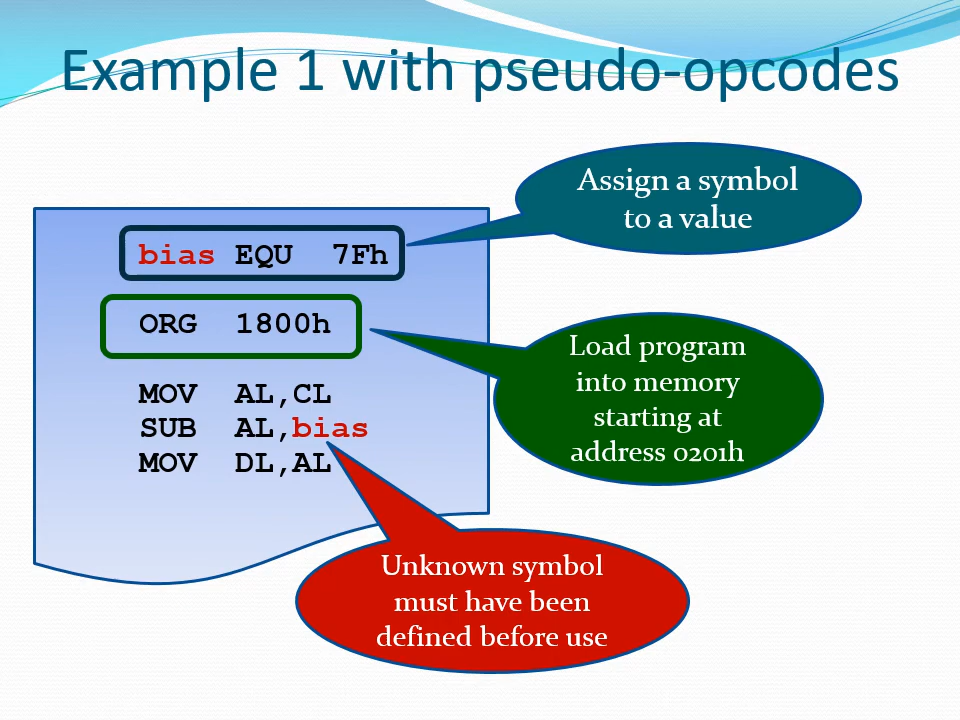 Example 1 with pseudo-opcodes
Assign a symbol
to a value
bias EQU 7Fh
ORG 1800h
Load program
into memory
starting at
address 0201h
MOV AL,CL
SUB AL,bias
MOV DL,AL
Unknown symbol
must have been
defined before use